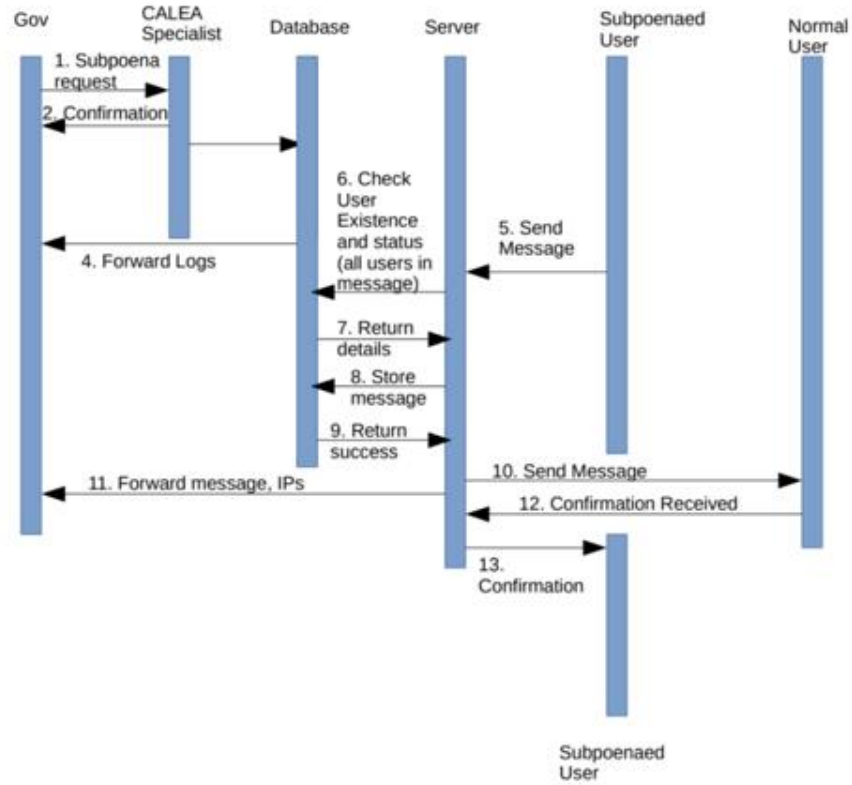 Gov
CALEA
Specialist
Database
Server
Subpoenaed
User
Normal
User
1. Subpoena
request
2. Confirmation
6. Check
User
Existence
and status
(all users in
message)
5. Send
Message
4. Forward Logs
7. Return
details
8. Store
message
9. Return
success
10. Send Message
11. Forward message, IPs
12. Confirmation Received
13.
Confirmation
Subpoenaed
User